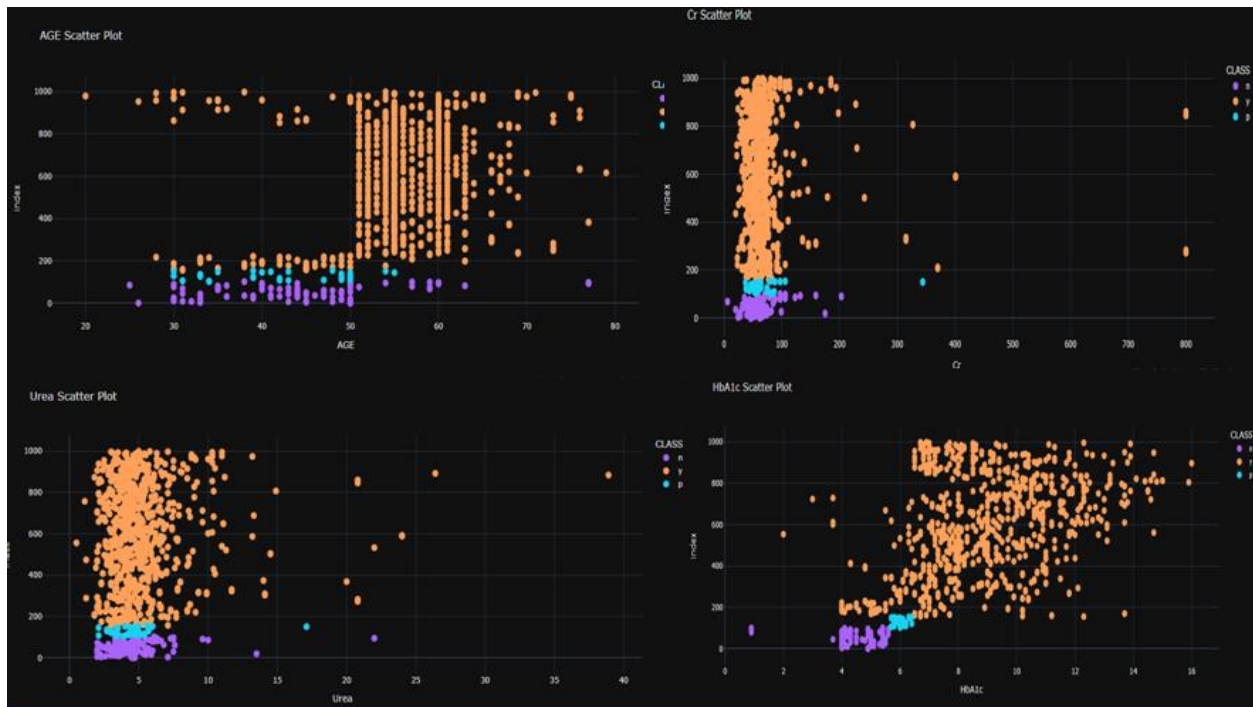 AGE Scatter Plot
CL
1000
800
600
400
200
0
index
20 30 40 50 60 70 80
AGE
Cr Scatter Plot
CLASS
n
y
p
1000
800
600
400
200
0
index
0 100 200 300 400 500 600 700 800
Cr
Urea Scatter Plot
CLASS
n
y
p
1000
800
600
400
200
0
0 5 10 15 20 25 30 35 40
Urea
HbA1c Scatter Plot
CLASS
1000
800
600
400
200
0
index
0 2 4 6 8 10 12 14 16
HbA1c